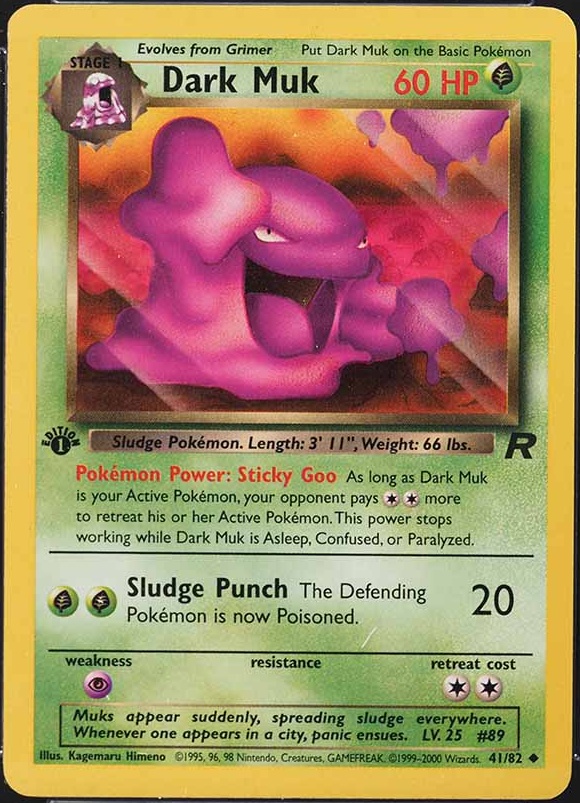 Evolves from Grimer Put Dark Muk on the Basic Pokémon
STAGE 1
Dark Muk 60 HP
EDITION 1
Sludge Pokémon. Length: 3' 11", Weight: 66 lbs.
R
Pokémon Power: Sticky Goo As long as Dark Muk
is your Active Pokémon, your opponent pays more
to retreat his or her Active Pokémon. This power stops
working while Dark Muk is Asleep, Confused, or Paralyzed.
Sludge Punch The Defending 20
Pokémon is now Poisoned.
weakness resistance retreat cost
Muks appear suddenly, spreading sludge everywhere.
Whenever one appears in a city, panic ensues. LV. 25 #89
Illus. Kagemaru Himeno ©1995, 96, 98 Nintendo, Creatures, GAMEFREAK. ©1999-2000 Wizards. 41/82